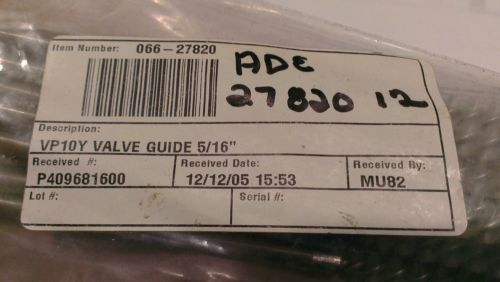 Item Number: 066-27820
ADE
27820 12
Description:
VP10Y VALVE GUIDE 5/16"
Received #: Received Date: Received By:
P409681600 12/12/05 15:53 MU82
Lot #: Serial #: